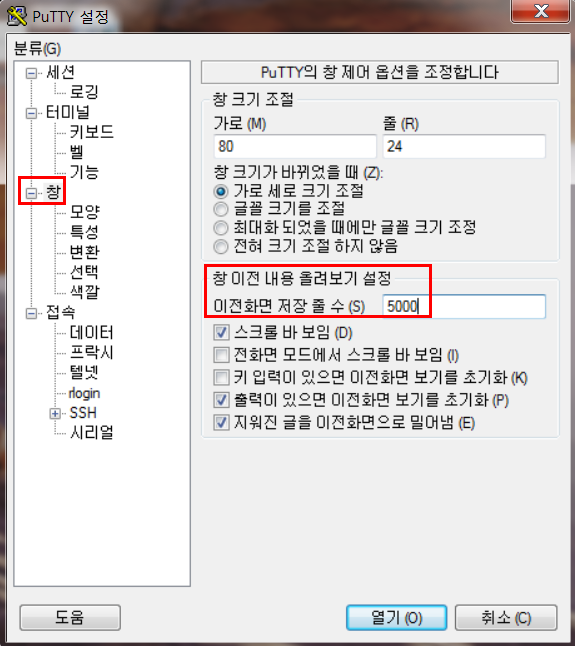 PuTTY 설정
분류(G)
세션
로깅
터미널
키보드
벨
기능
창
모양
특성
변환
선택
색깔
접속
데이터
프락시
텔넷
rlogin
SSH
시리얼
PuTTY의 창 제어 옵션을 조정합니다
창 크기 조절
가로 (M) 줄 (R)
80 24
창 크기가 바뀌었을 때 (Z):
가로 세로 크기 조절
글꼴 크기를 조절
최대화 되었을 때에만 글꼴 크기 조정
전혀 크기 조절 하지 않음
창 이전 내용 올려보기 설정
이전화면 저장 줄 수 (S) 5000
스크롤 바 보임 (D)
전화면 모드에서 스크롤 바 보임 (I)
키 입력이 있으면 이전화면 보기를 초기화 (K)
출력이 있으면 이전화면 보기를 초기화 (P)
지워진 글을 이전화면으로 밀어냄 (E)
도움 열기 (O) 취소 (C)